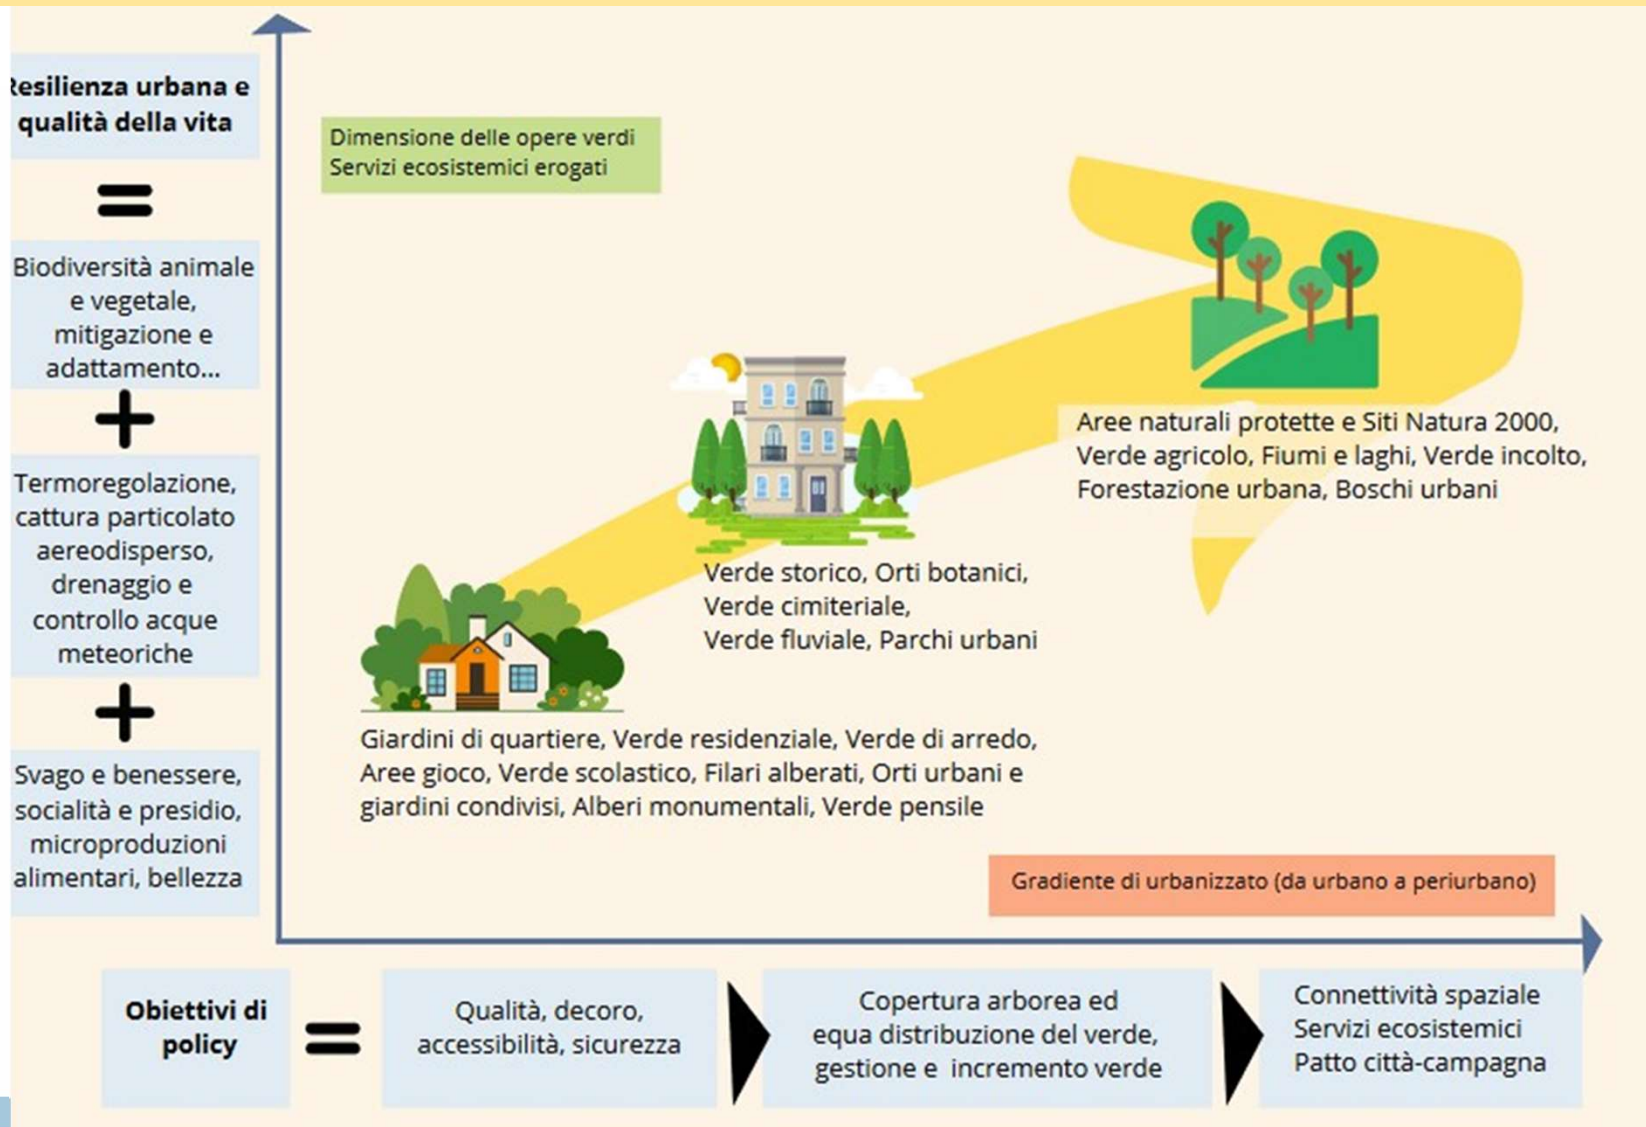 Resilienza urbana e
qualità della vita
=
Biodiversità animale
e vegetale,
mitigazione e
adattamento...
+
Termoregolazione,
cattura particolato
aereodisperso,
drenaggio e
controllo acque
meteoriche
+
Svago e benessere,
socialità e presidio,
microproduzioni
alimentari, bellezza
Dimensione delle opere verdi
Servizi ecosistemici erogati
Aree naturali protette e Siti Natura 2000,
Verde agricolo, Fiumi e laghi, Verde incolto,
Forestazione urbana, Boschi urbani
Verde storico, Orti botanici,
Verde cimiteriale,
Verde fluviale, Parchi urbani
Giardini di quartiere, Verde residenziale, Verde di arredo,
Aree gioco, Verde scolastico, Filari alberati, Orti urbani e
giardini condivisi, Alberi monumentali, Verde pensile
Gradiente di urbanizzato (da urbano a periurbano)
Obiettivi di
policy
=
Qualità, decoro,
accessibilità, sicurezza
Copertura arborea ed
equa distribuzione del verde,
gestione e incremento verde
Connettività spaziale
Servizi ecosistemici
Patto città-campagna